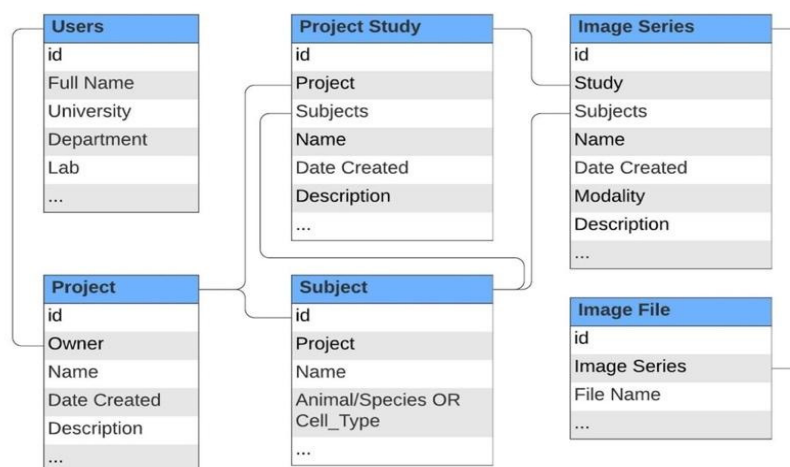 Users
id
Full Name
University
Department
Lab
...
Project Study
id
Project
Subjects
Name
Date Created
Description
...
Image Series
id
Study
Subjects
Name
Date Created
Modality
Description
...
Project
id
Owner
Name
Date Created
Description
...
Subject
id
Project
Name
Animal/Species OR
Cell_Type
...
Image File
id
Image Series
File Name
...